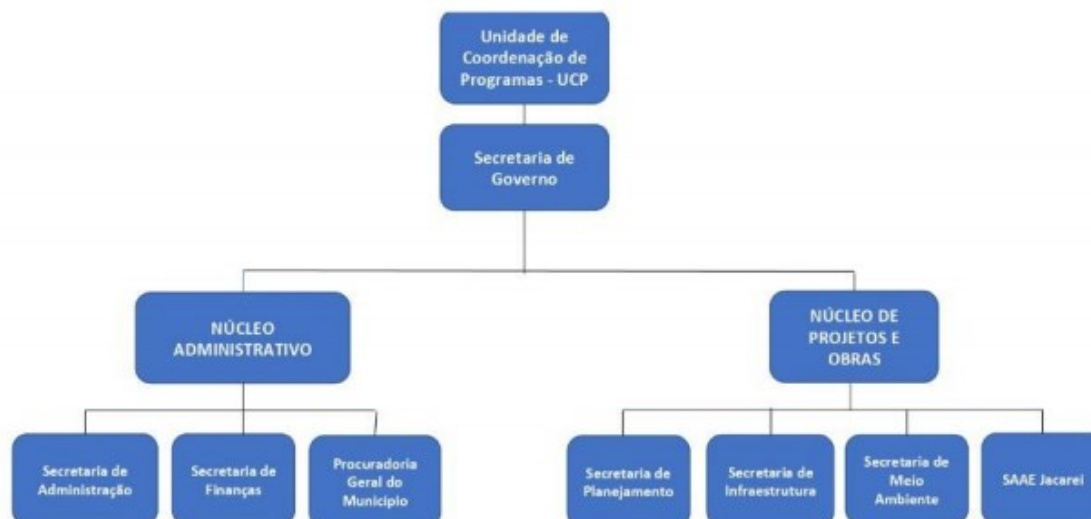 Unidade de
Coordenação de
Programas - UCP
Secretaria de
Governo
NÚCLEO
ADMINISTRATIVO
NÚCLEO DE
PROJETOS E
OBRAS
Secretaria de
Administração
Secretaria de
Finanças
Procuradoria
Geral do
Município
Secretaria de
Planejamento
Secretaria de
Infraestrutura
Secretaria de
Meio
Ambiente
SAAE Jacareí